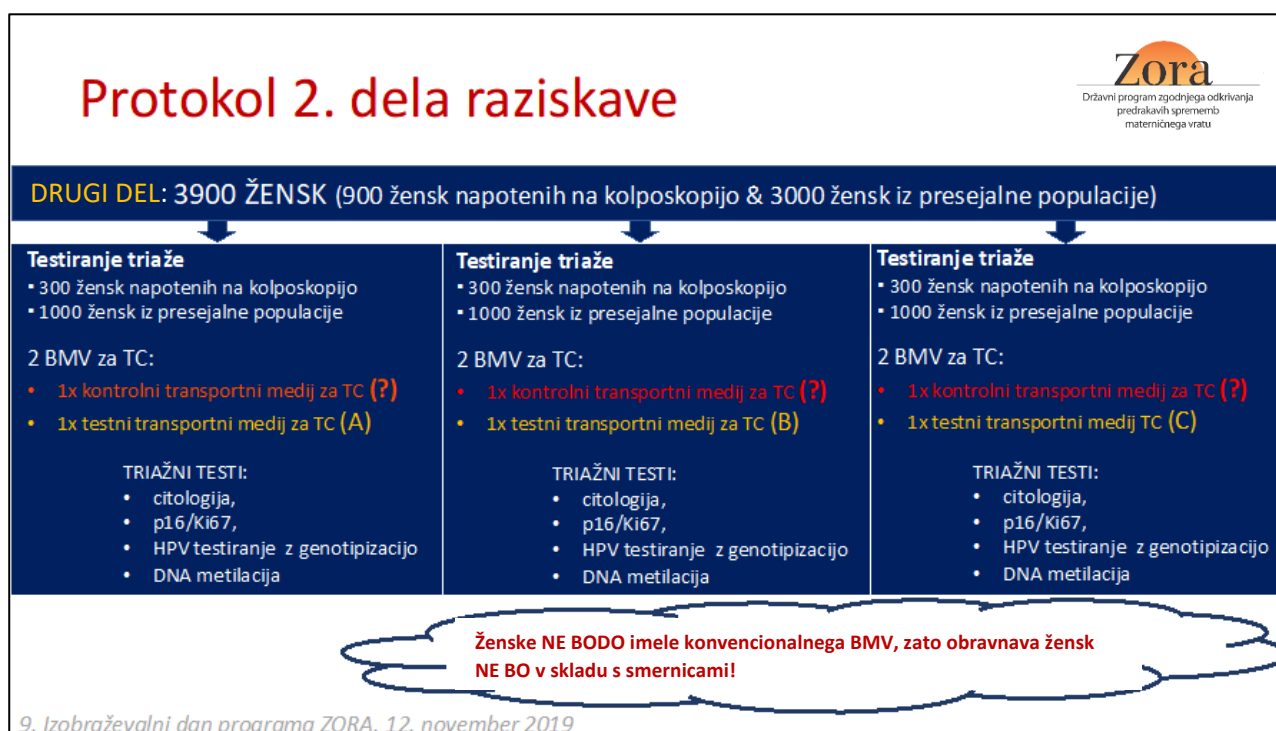 Protokol 2. dela raziskave
Zora
Državni program zgodnjega odkrivanja
predrakavih sprememb
materničnega vratu
DRUGI DEL: 3900 ŽENSK (900 žensk napotenih na kolposkopijo & 3000 žensk iz presejalne populacije)
Testiranje triaže
▪ 300 žensk napotenih na kolposkopijo
▪ 1000 žensk iz presejalne populacije
2 BMV za TC:
• 1x kontrolni transportni medij za TC (?)
• 1x testni transportni medij za TC (A)
TRIAŽNI TESTI:
• citologija,
• p16/Ki67,
• HPV testiranje z genotipizacijo
• DNA metilacija
Testiranje triaže
▪ 300 žensk napotenih na kolposkopijo
▪ 1000 žensk iz presejalne populacije
2 BMV za TC:
• 1x kontrolni transportni medij za TC (?)
• 1x testni transportni medij za TC (B)
TRIAŽNI TESTI:
• citologija,
• p16/Ki67,
• HPV testiranje z genotipizacijo
• DNA metilacija
Testiranje triaže
▪ 300 žensk napotenih na kolposkopijo
▪ 1000 žensk iz presejalne populacije
2 BMV za TC:
• 1x kontrolni transportni medij za TC (?)
• 1x testni transportni medij TC (C)
TRIAŽNI TESTI:
• citologija,
• p16/Ki67,
• HPV testiranje z genotipizacijo
• DNA metilacija
Ženske NE BODO imele konvencionalnega BMV, zato obravnava žensk
NE BO v skladu s smernicami!
9. Izobraževalni dan programa ZORA, 12. november 2019